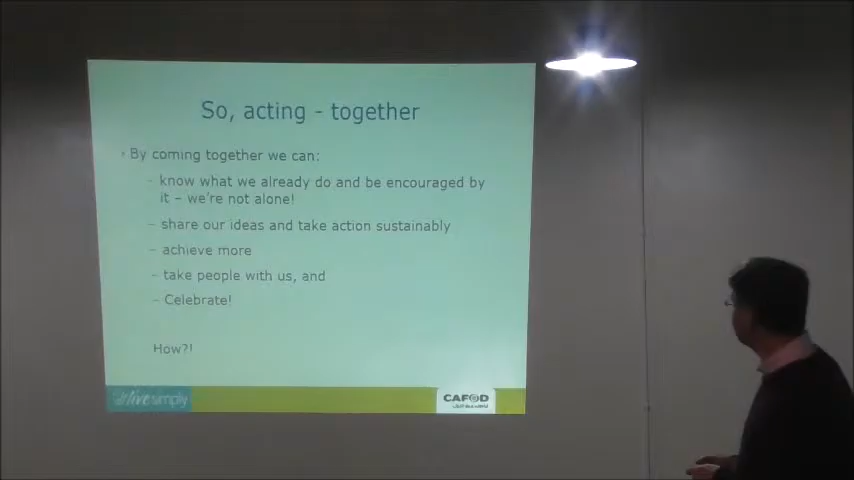 So, acting - together
By coming together we can:
- know what we already do and be encouraged by
it - we're not alone!
- share our ideas and take action sustainably
- achieve more
- take people with us, and
- Celebrate!
How?!
livesimply
CAFOD